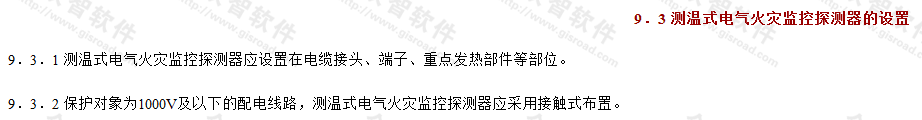 9．3 测温式电气火灾监控探测器的设置
9．3．1 测温式电气火灾监控探测器应设置在电缆接头、端子、重点发热部件等部位。
9．3．2 保护对象为1000V及以下的配电线路，测温式电气火灾监控探测器应采用接触式布置。